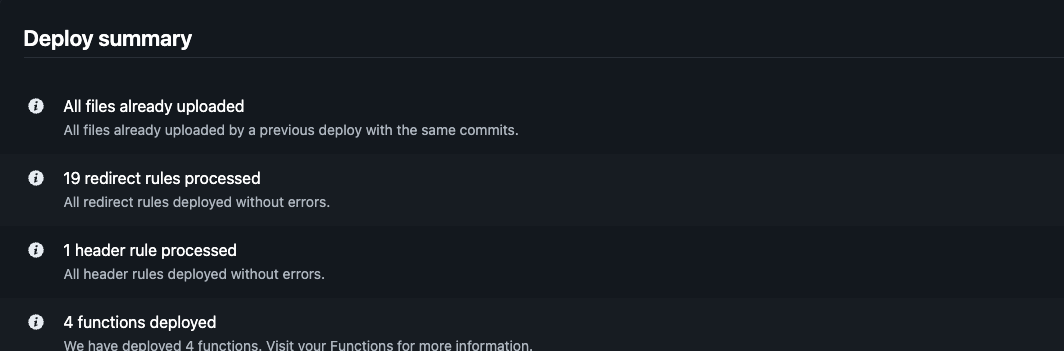 Deploy summary
All files already uploaded
All files already uploaded by a previous deploy with the same commits.
19 redirect rules processed
All redirect rules deployed without errors.
1 header rule processed
All header rules deployed without errors.
4 functions deployed
We have deployed 4 functions. Visit your Functions for more information.